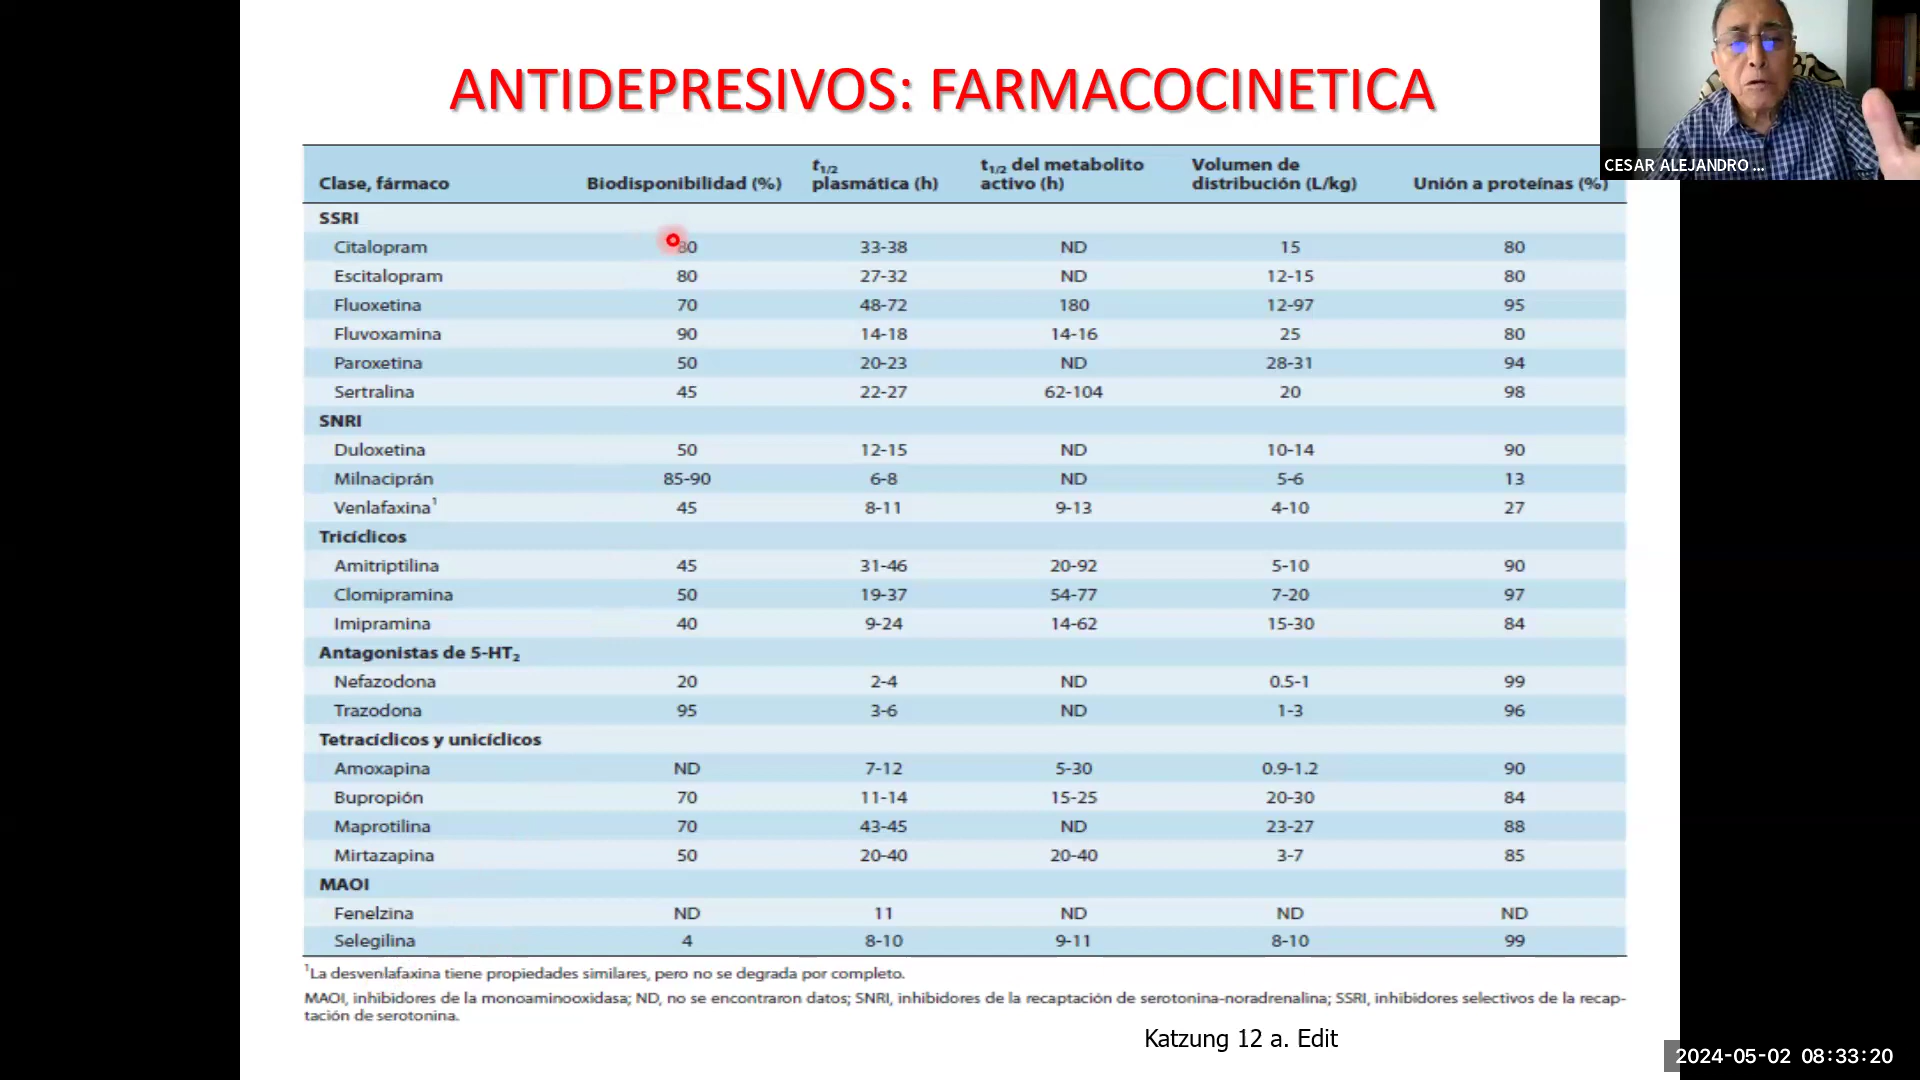 ANTIDEPRESIVOS: FARMACOCINETICA
CESAR ALEJANDRO ...
Clase, fármaco Biodisponibilidad (%) t1/2 plasmática (h) t1/2 del metabolito activo (h) Volumen de distribución (L/kg) Unión a proteínas (%)
SSRI
Citalopram 80 33-38 ND 15 80
Escitalopram 80 27-32 ND 12-15 80
Fluoxetina 70 48-72 180 12-97 95
Fluvoxamina 90 14-18 14-16 25 80
Paroxetina 50 20-23 ND 28-31 94
Sertralina 45 22-27 62-104 20 98
SNRI
Duloxetina 50 12-15 ND 10-14 90
Milnaciprán 85-90 6-8 ND 5-6 13
Venlafaxina1 45 8-11 9-13 4-10 27
Tricíclicos
Amitriptilina 45 31-46 20-92 5-10 90
Clomipramina 50 19-37 54-77 7-20 97
Imipramina 40 9-24 14-62 15-30 84
Antagonistas de 5-HT2
Nefazodona 20 2-4 ND 0.5-1 99
Trazodona 95 3-6 ND 1-3 96
Tetracíclicos y unicíclicos
Amoxapina ND 7-12 5-30 0.9-1.2 90
Bupropión 70 11-14 15-25 20-30 84
Maprotilina 70 43-45 ND 23-27 88
Mirtazapina 50 20-40 20-40 3-7 85
MAOI
Fenelzina ND 11 ND ND ND
Selegilina 4 8-10 9-11 8-10 99
1La desvenlafaxina tiene propiedades similares, pero no se degrada por completo.
MAOI, inhibidores de la monoaminooxidasa; ND, no se encontraron datos; SNRI, inhibidores de la recaptación de serotonina-noradrenalina; SSRI, inhibidores selectivos de la recap-
tación de serotonina.
Katzung 12 a. Edit
2024-05-02 08:33:20